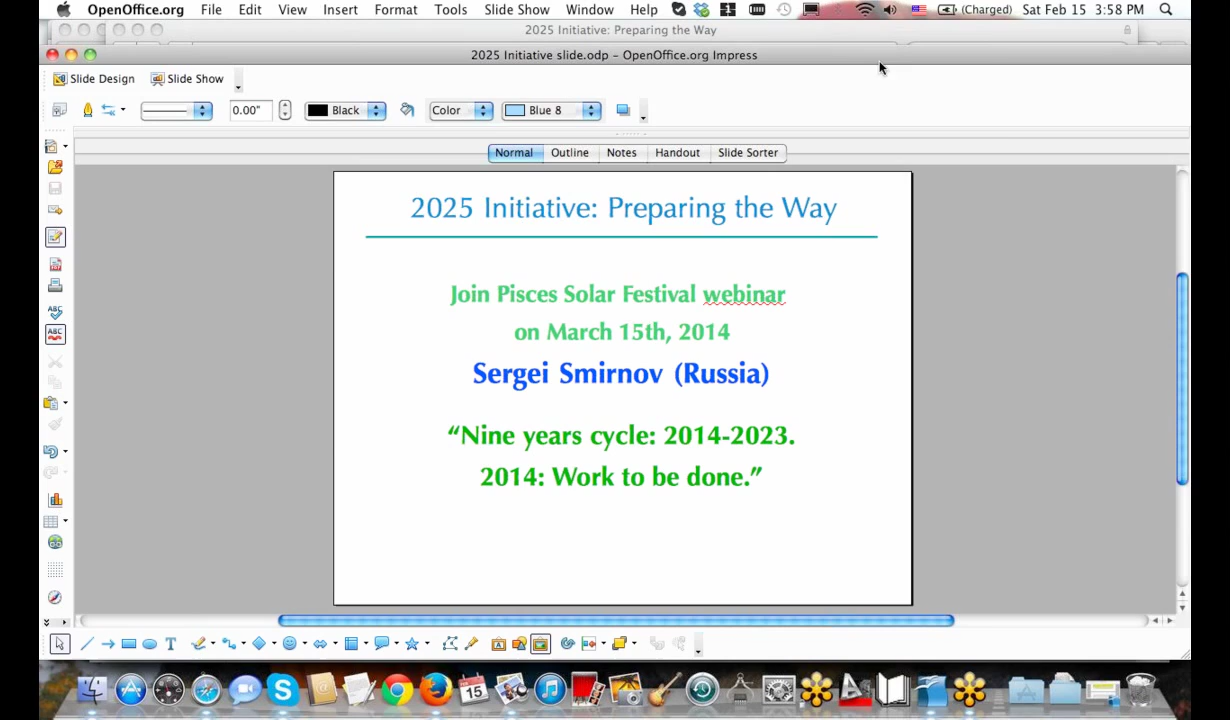 OpenOffice.org File Edit View Insert Format Tools Slide Show Window Help (Charged) Sat Feb 15 3:58 PM
2025 Initiative: Preparing the Way
2025 Initiative slide.odp – OpenOffice.org Impress
Slide Design Slide Show
0.00" Black Color Blue 8
Normal Outline Notes Handout Slide Sorter
2025 Initiative: Preparing the Way
Join Pisces Solar Festival webinar
on March 15th, 2014
Sergei Smirnov (Russia)
“Nine years cycle: 2014-2023.
2014: Work to be done.”
ABC
ABC
T
15